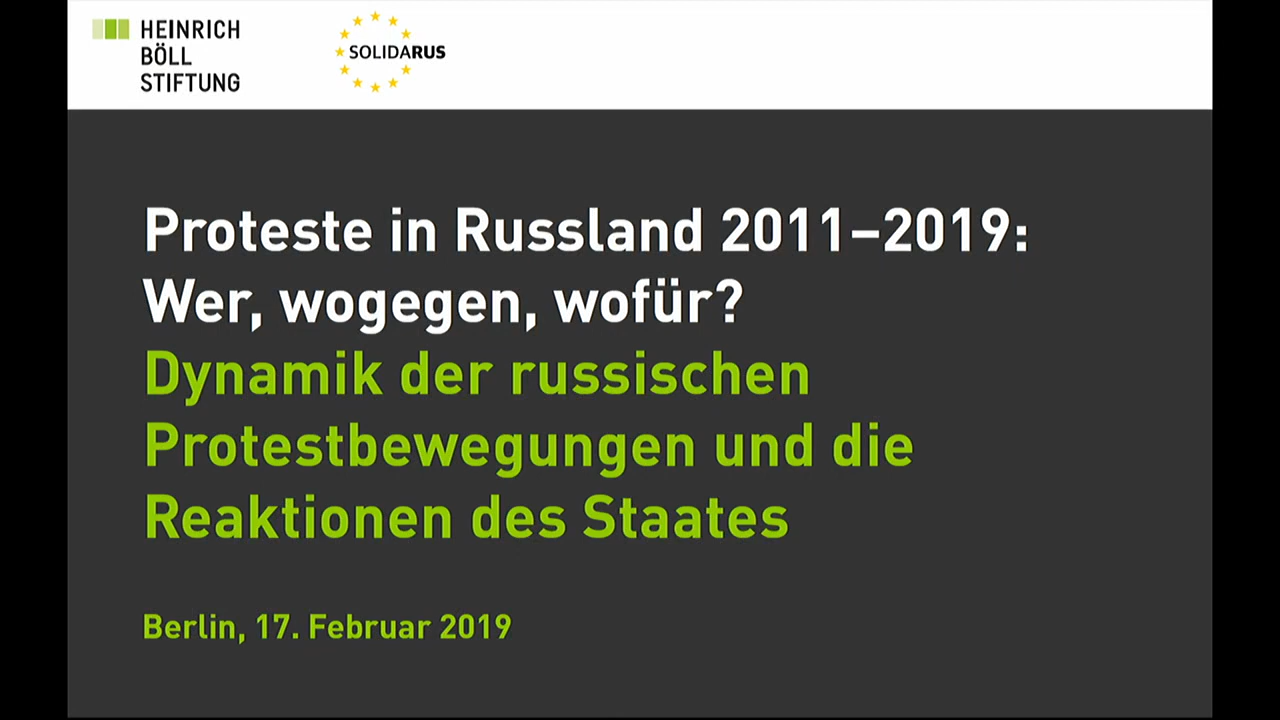 HEINRICH
BÖLL
STIFTUNG
SOLIDARUS
Proteste in Russland 2011–2019:
Wer, wogegen, wofür?
Dynamik der russischen
Protestbewegungen und die
Reaktionen des Staates
Berlin, 17. Februar 2019